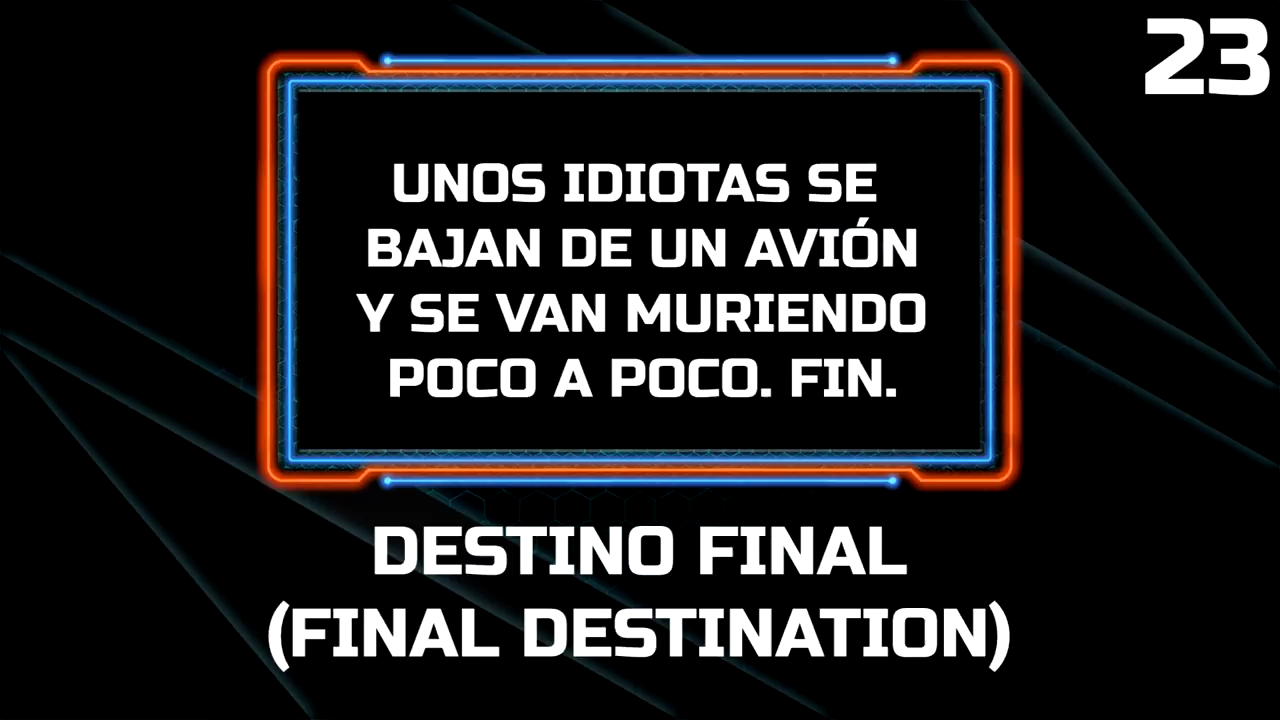 23
UNOS IDIOTAS SE
BAJAN DE UN AVIÓN
Y SE VAN MURIENDO
POCO A POCO. FIN.
DESTINO FINAL
(FINAL DESTINATION)